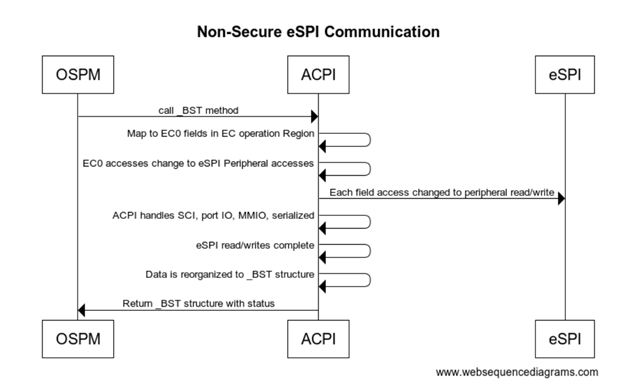 Non-Secure eSPI Communication
OSPM
ACPI
eSPI
call _BST method
Map to EC0 fields in EC operation Region
EC0 accesses change to eSPI Peripheral accesses
Each field access changed to peripheral read/write
ACPI handles SCI, port IO, MMIO, serialized
eSPI read/writes complete
Data is reorganized to _BST structure
Return _BST structure with status
OSPM
ACPI
eSPI
www.websequencediagrams.com